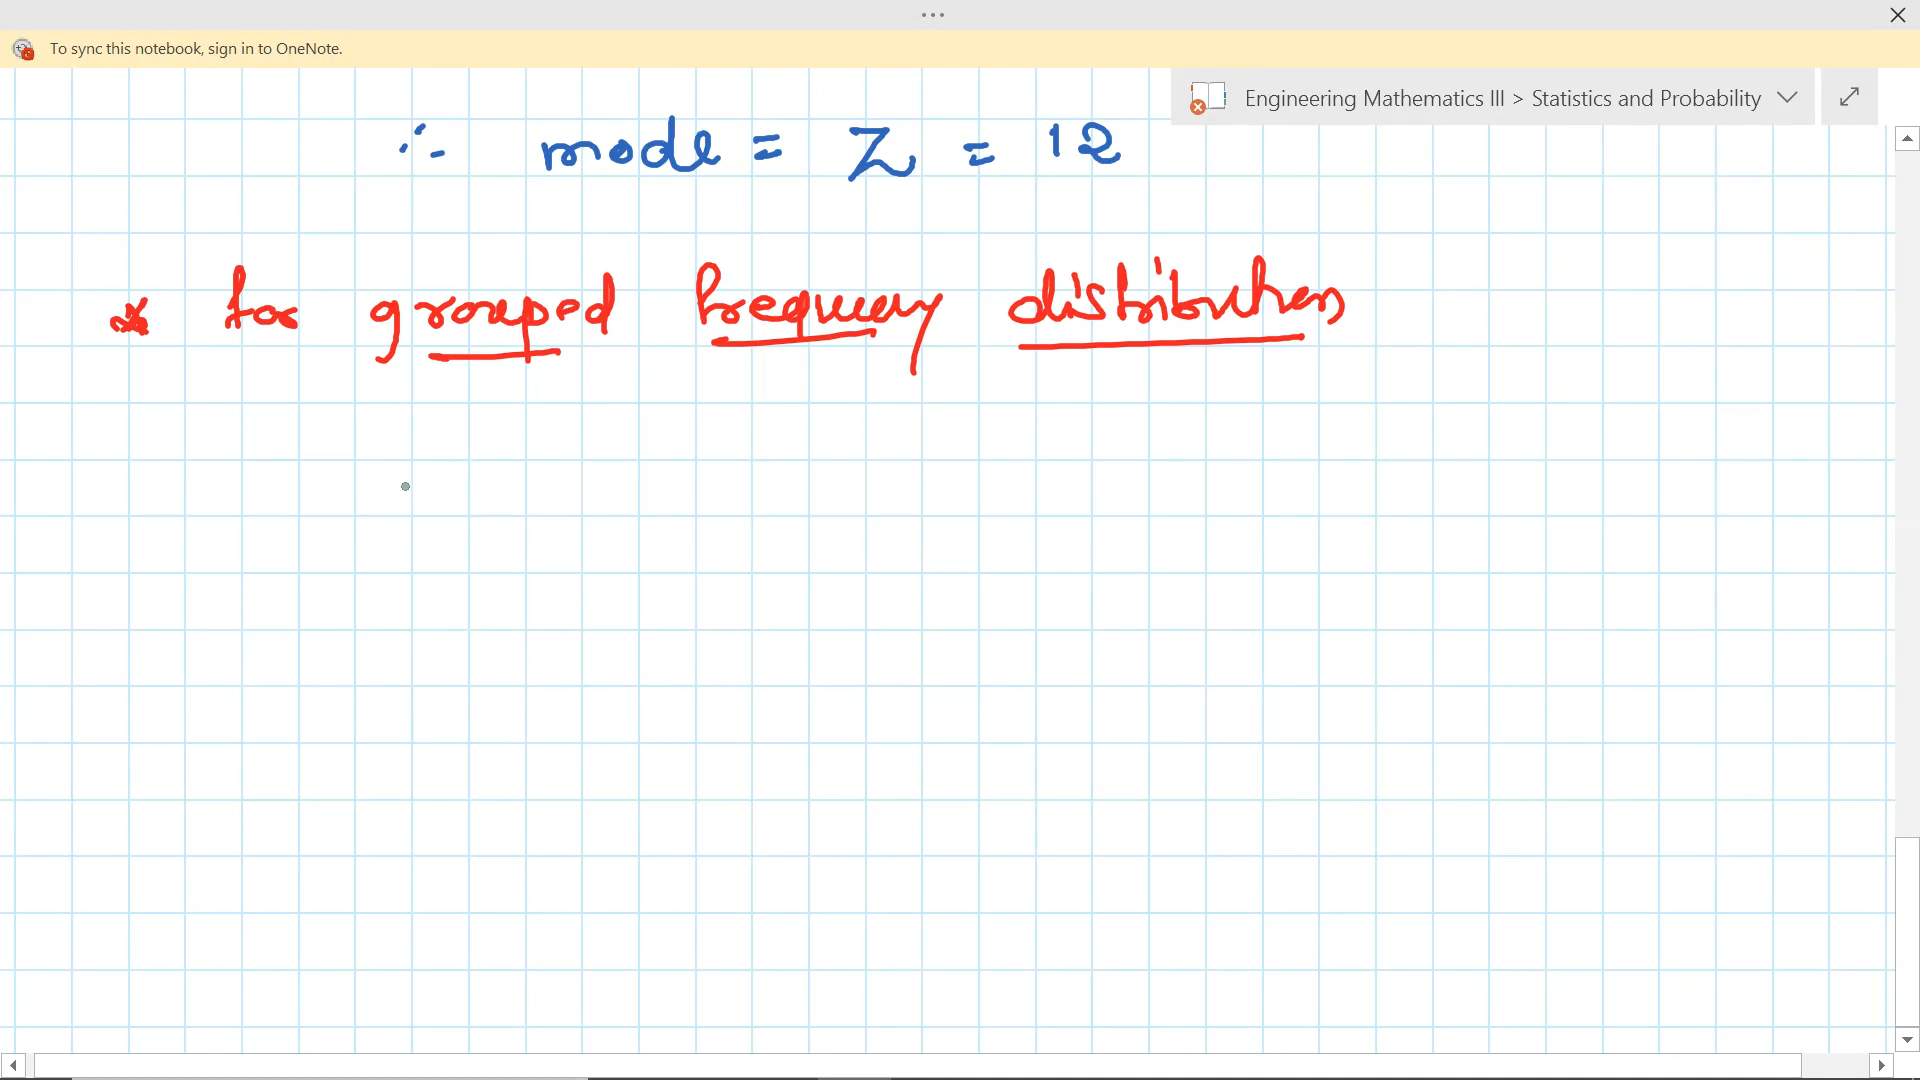 To sync this notebook, sign in to OneNote.
Engineering Mathematics III > Statistics and Probability
∴ mode = Z = 12
* for grouped frequency distribution